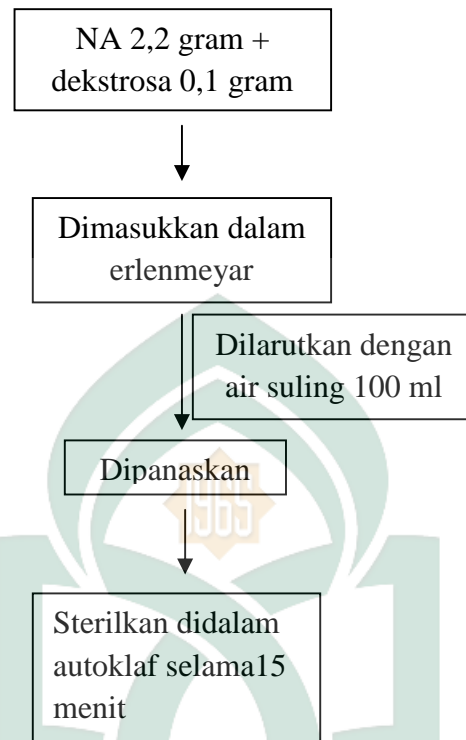 NA 2,2 gram +
dekstrosa 0,1 gram
Dimasukkan dalam
erlenmeyar
Dilarutkan dengan
air suling 100 ml
Dipanaskan
1965
Sterilkan didalam
autoklaf selama15
menit